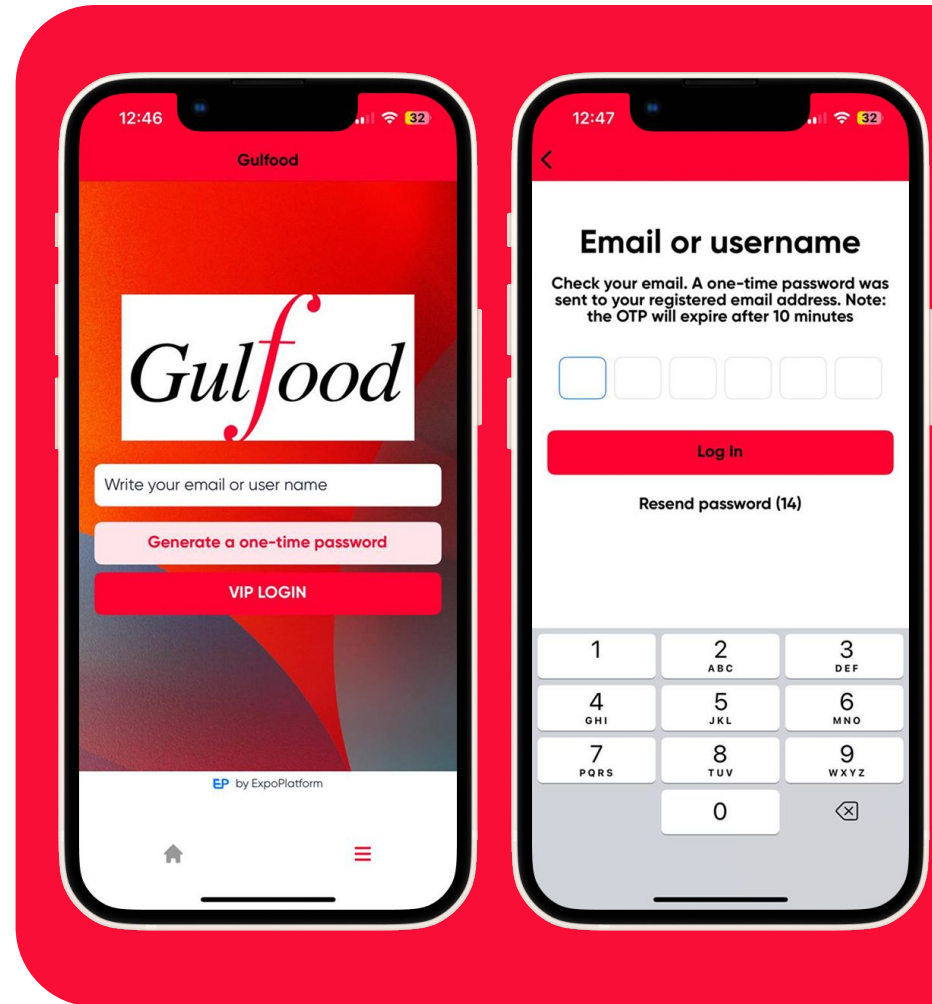 12:46
32
Gulfood
Gulfood
Write your email or user name
Generate a one-time password
VIP LOGIN
EP by ExpoPlatform
12:47
32
Email or username
Check your email. A one-time password was
sent to your registered email address. Note:
the OTP will expire after 10 minutes
Log In
Resend password (14)
1
2
ABC
3
DEF
4
GHI
5
JKL
6
MNO
7
PQRS
8
TUV
9
WXYZ
0